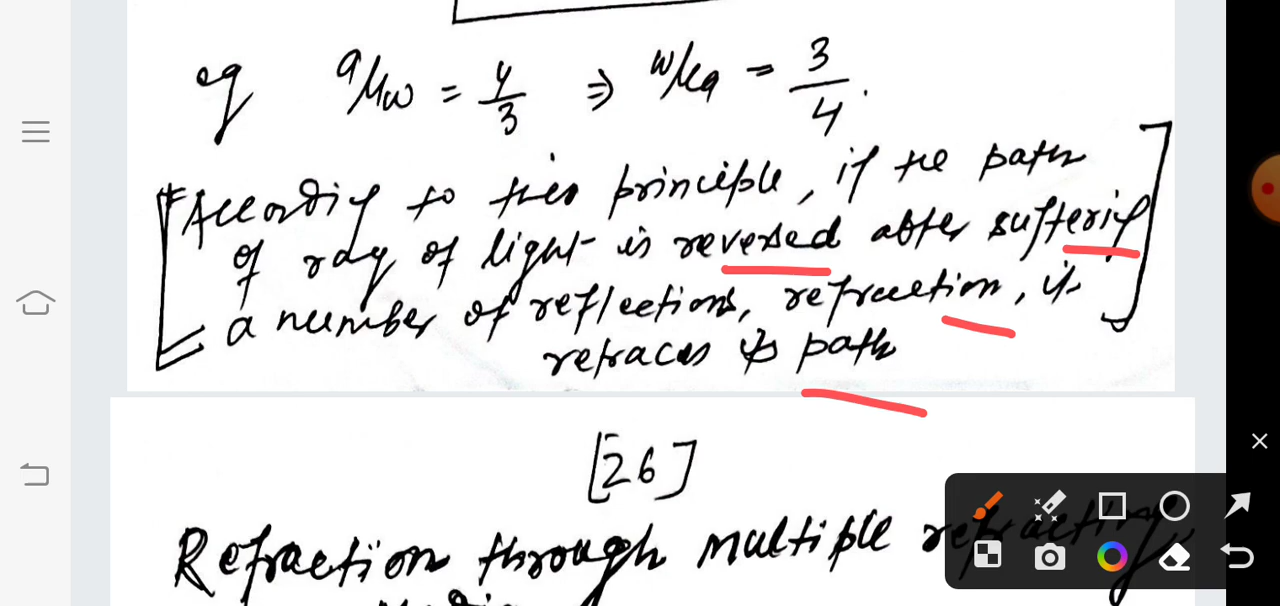 eg ᵃμw = 4/3 ⇒ ʷμa = 3/4.
[*According to this principle, if the path
of ray of light is reversed after suffering
a number of reflections, refraction, it
retraces its path]
[26]
Refraction through multiple refracting